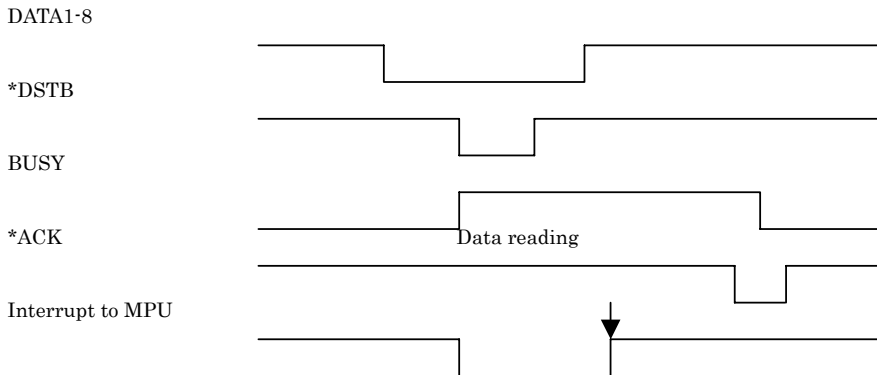 DATA1-8
*DSTB
BUSY
*ACK
Data reading
Interrupt to MPU